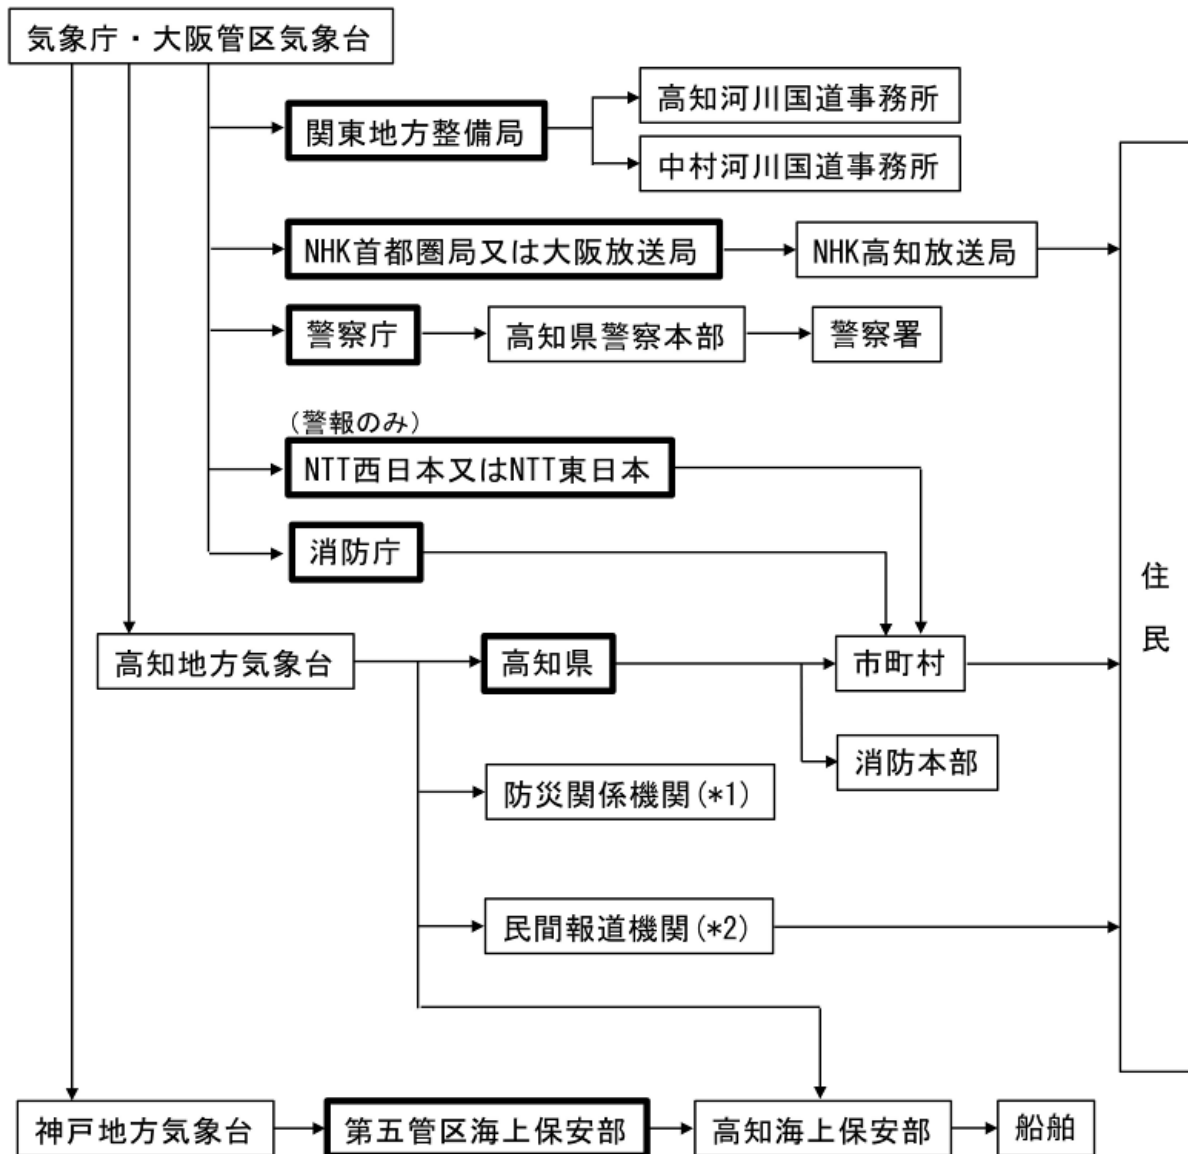 気象庁・大阪管区気象台
関東地方整備局
高知河川国道事務所
中村河川国道事務所
NHK首都圏局又は大阪放送局
NHK高知放送局
警察庁
高知県警察本部
警察署
(警報のみ)
NTT西日本又はNTT東日本
消防庁
高知地方気象台
高知県
市町村
消防本部
防災関係機関(*1)
民間報道機関(*2)
住民
神戸地方気象台
第五管区海上保安部
高知海上保安部
船舶